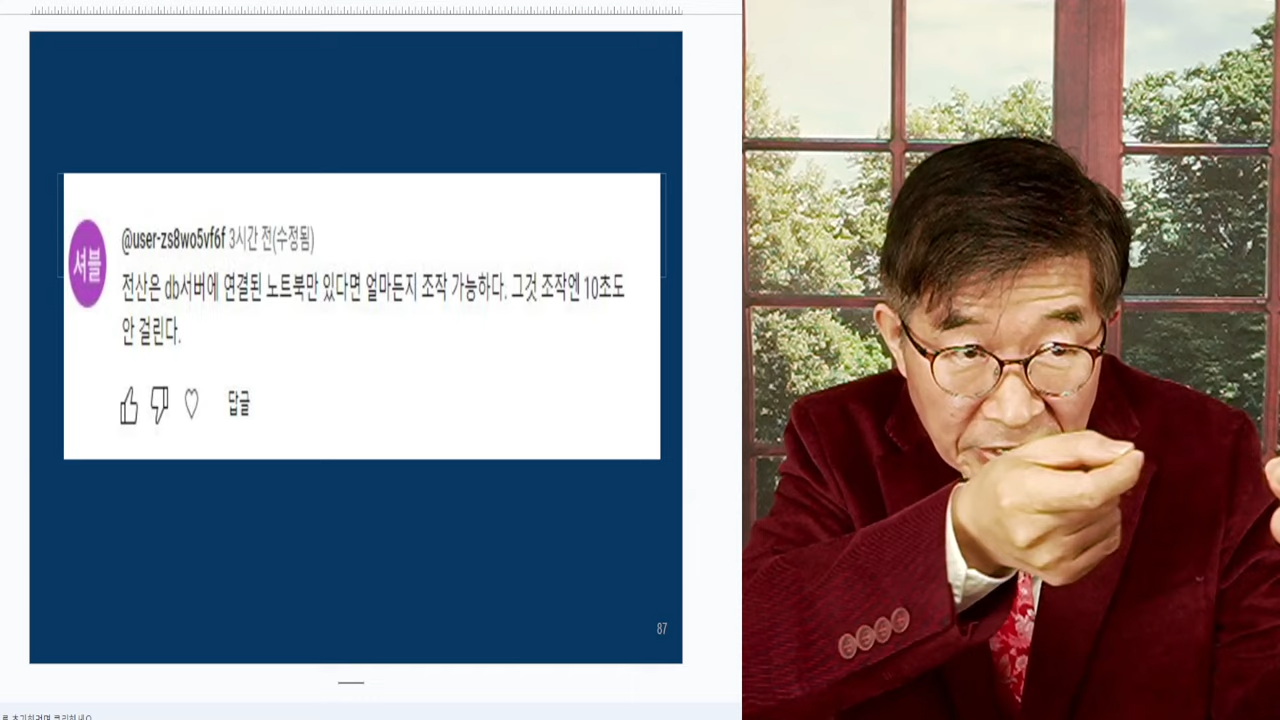 셔블
@user-zs8wo5vf6f 3시간 전(수정됨)
전산은 db서버에 연결된 노트북만 있다면 얼마든지 조작 가능하다. 그것 조작엔 10초도
안 걸린다.
답글
87